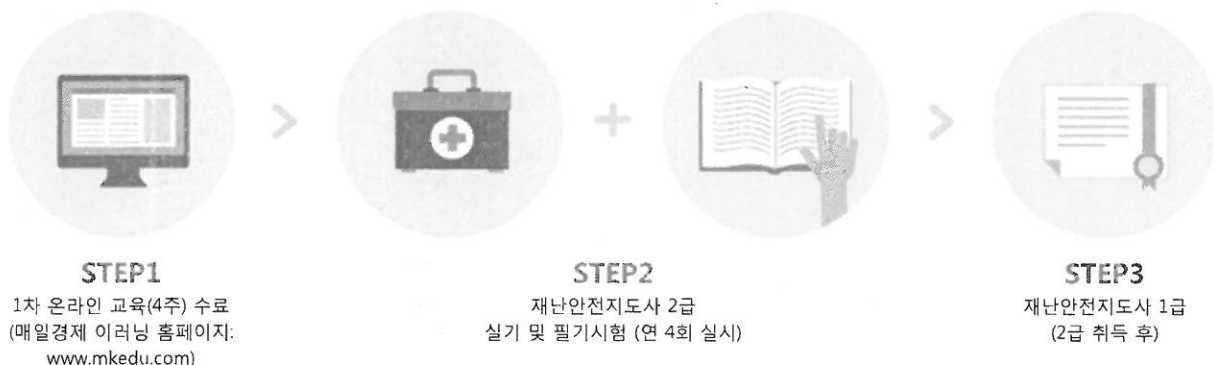 STEP1
1차 온라인 교육(4주) 수료
(매일경제 이러닝 홈페이지:
www.mkedu.com)
STEP2
재난안전지도사 2급
실기 및 필기시험 (연 4회 실시)
STEP3
재난안전지도사 1급
(2급 취득 후)